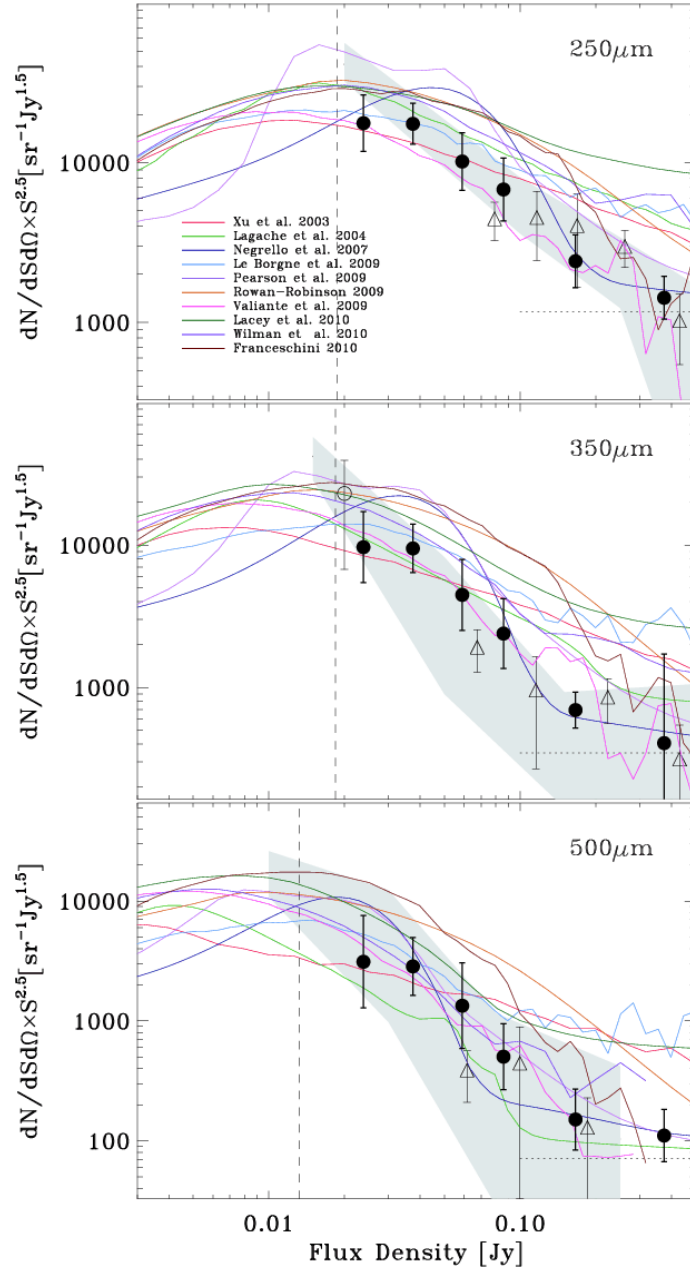 250μm
10000
1000
dN/dSdΩ×S^2.5[sr^-1Jy^1.5]
Xu et al. 2003
Lagache et al. 2004
Negrello et al. 2007
Le Borgne et al. 2009
Pearson et al. 2009
Rowan-Robinson 2009
Valiante et al. 2009
Lacey et al. 2010
Wilman et al. 2010
Franceschini 2010
350μm
10000
1000
dN/dSdΩ×S^2.5[sr^-1Jy^1.5]
500μm
10000
1000
100
dN/dSdΩ×S^2.5[sr^-1Jy^1.5]
0.01 0.10
Flux Density [Jy]